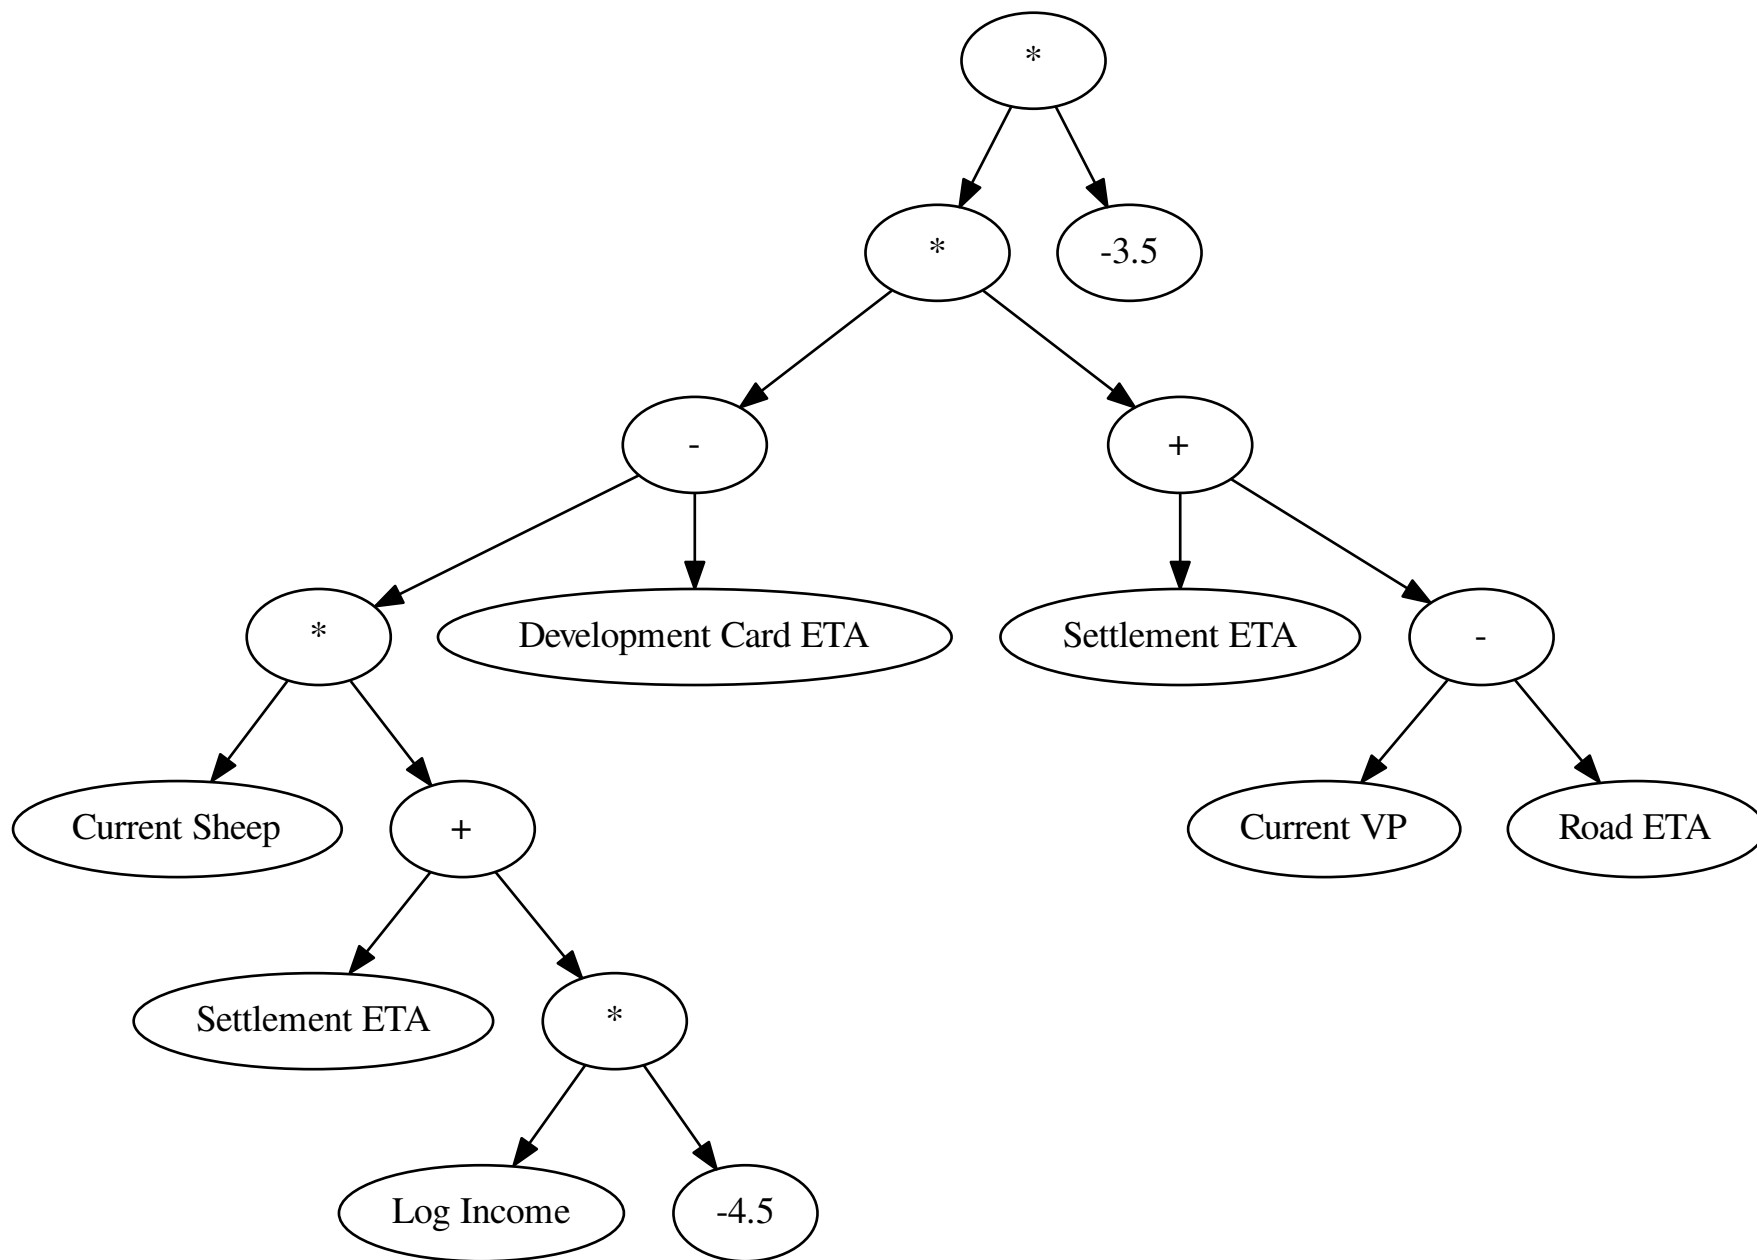 *
*
-3.5
-
+
*
Development Card ETA
Settlement ETA
-
Current Sheep
+
Current VP
Road ETA
Settlement ETA
*
Log Income
-4.5